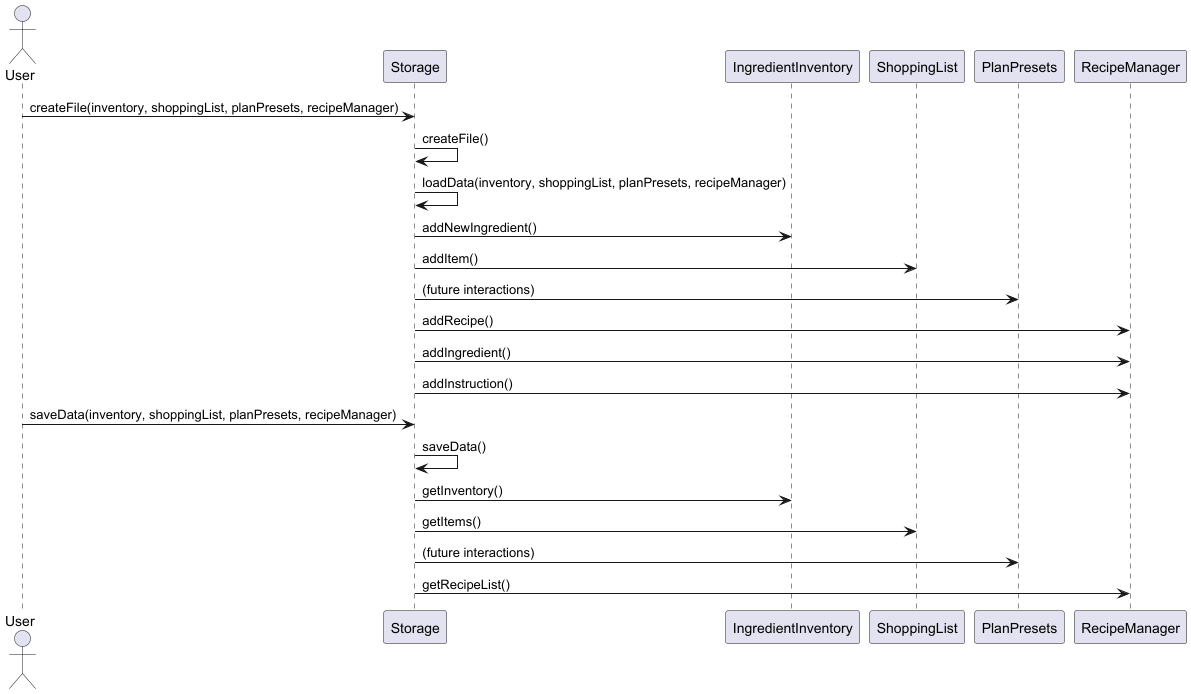 User
Storage
IngredientInventory
ShoppingList
PlanPresets
RecipeManager
createFile(inventory, shoppingList, planPresets, recipeManager)
createFile()
loadData(inventory, shoppingList, planPresets, recipeManager)
addNewIngredient()
addItem()
(future interactions)
addRecipe()
addIngredient()
addInstruction()
saveData(inventory, shoppingList, planPresets, recipeManager)
saveData()
getInventory()
getItems()
(future interactions)
getRecipeList()
User
Storage
IngredientInventory
ShoppingList
PlanPresets
RecipeManager